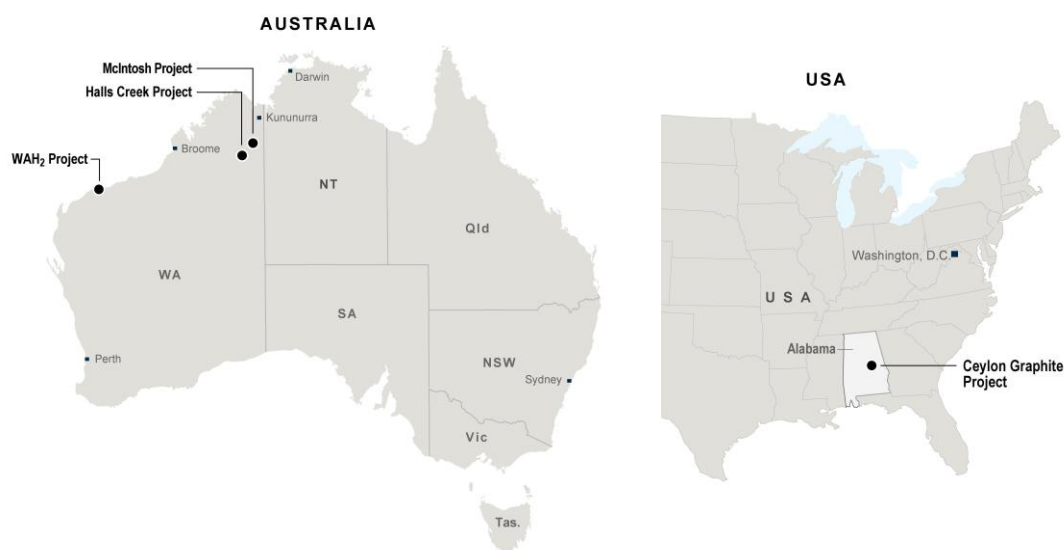 AUSTRALIA
McIntosh Project
Halls Creek Project
WAH₂ Project
Darwin
Kununurra
Broome
NT
Qld
WA
SA
Perth
NSW
Sydney
Vic
Tas.
USA
Washington, D.C.
USA
Alabama
Ceylon Graphite
Project